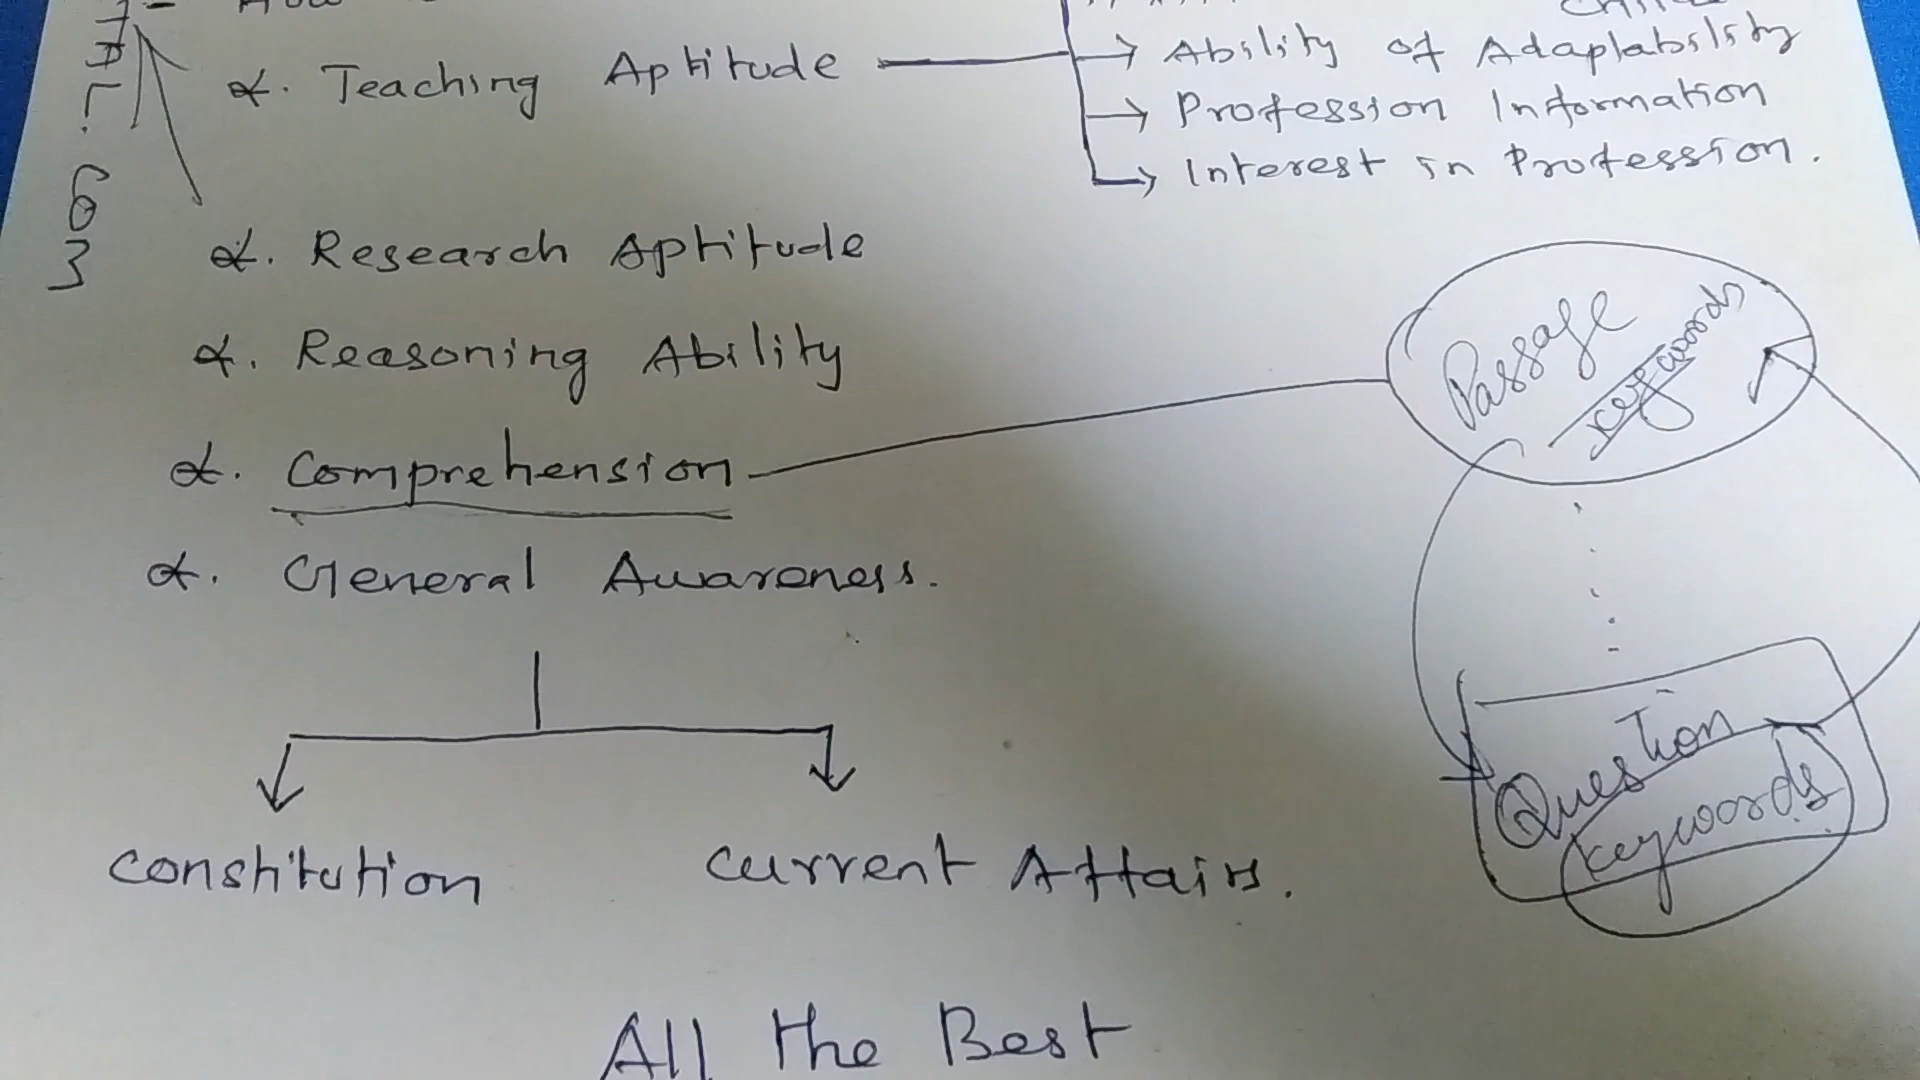 α. Teaching Aptitude
→ Ability of Adaptability
→ Profession Information
→ Interest in Profession.
α. Research Aptitude
α. Reasoning Ability
α. Comprehension
Passage
keywords
α. General Awareness.
Question
keywords
Constitution
Current Affairs.
All the Best